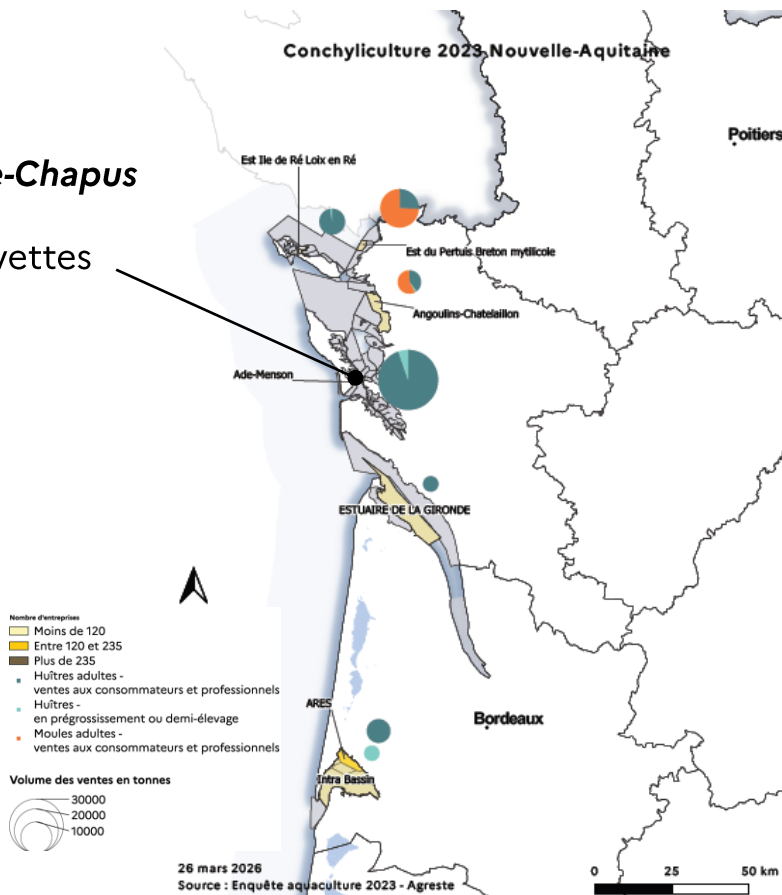 Conchyliculture 2023 Nouvelle-Aquitaine
Poitiers
-Chapus
Est Ile de Ré Loix en Ré
Est du Pertuis Breton mytilicole
Angoulins-Chatelaillon
Ade-Menson
ESTUAIRE DE LA GIRONDE
ARES
Bordeaux
Intra Bassin
Nombre d'entreprises
Moins de 120
Entre 120 et 235
Plus de 235
Huîtres adultes -
ventes aux consommateurs et professionnels
Huîtres -
en prégrossissement ou demi-élevage
Moules adultes -
ventes aux consommateurs et professionnels
Volume des ventes en tonnes
30000
20000
10000
26 mars 2026
Source : Enquête aquaculture 2023 - Agreste
0 25 50 km